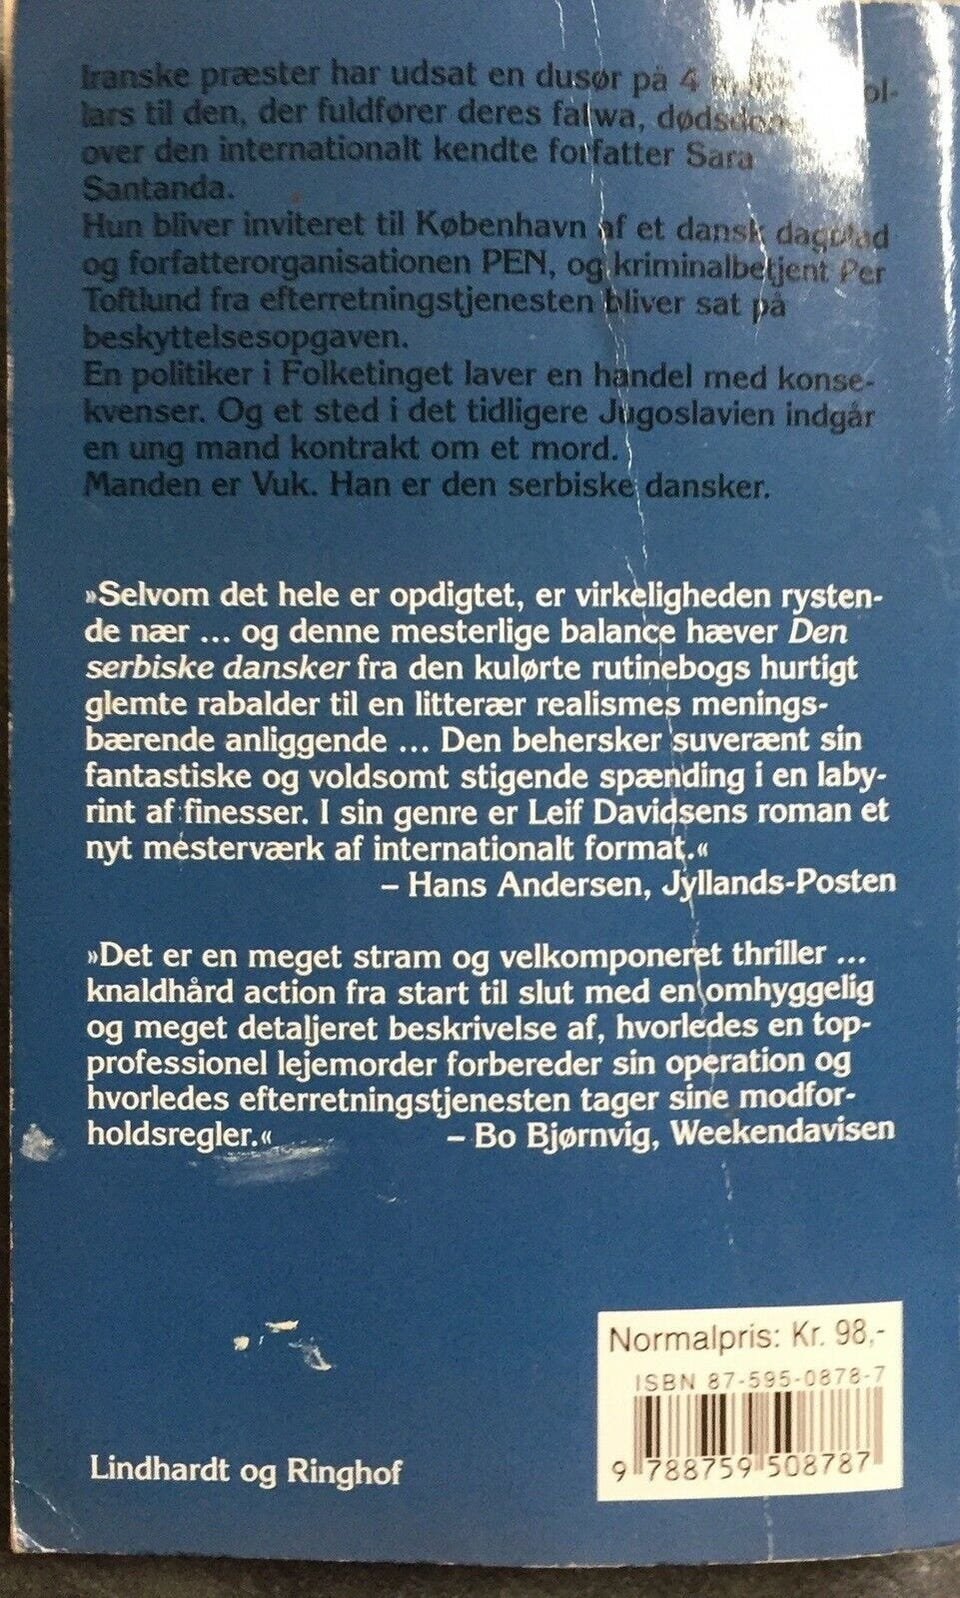 Iranske præster har udsat en dusør på 4 ol-
lars til den, der fuldfører deres fatwa, dødsdom
over den internationalt kendte forfatter Sara
Santanda.
Hun bliver inviteret til København af et dansk dagblad
og forfatterorganisationen PEN, og kriminalbetjent Per
Toftlund fra efterretningstjenesten bliver sat på
beskyttelsesopgaven.
En politiker i Folketinget laver en handel med konse-
kvenser. Og et sted i det tidligere Jugoslavien indgår
en ung mand kontrakt om et mord.
Manden er Vuk. Han er den serbiske dansker.
»Selvom det hele er opdigtet, er virkeligheden rysten-
de nær ... og denne mesterlige balance hæver Den
serbiske dansker fra den kulørte rutinebogs hurtigt
glemte rabalder til en litterær realismes menings-
bærende anliggende ... Den behersker suverænt sin
fantastiske og voldsomt stigende spænding i en laby-
rint af finesser. I sin genre er Leif Davidsens roman et
nyt mesterværk af internationalt format.«
– Hans Andersen, Jyllands-Posten
»Det er en meget stram og velkomponeret thriller ...
knaldhård action fra start til slut med en omhyggelig
og meget detaljeret beskrivelse af, hvorledes en top-
professionel lejemorder forbereder sin operation og
hvorledes efterretningstjenesten tager sine modfor-
holdsregler.« – Bo Bjørnvig, Weekendavisen
Normalpris: Kr. 98,-
ISBN 87-595-0878-7
9 788759 508787
Lindhardt og Ringhof